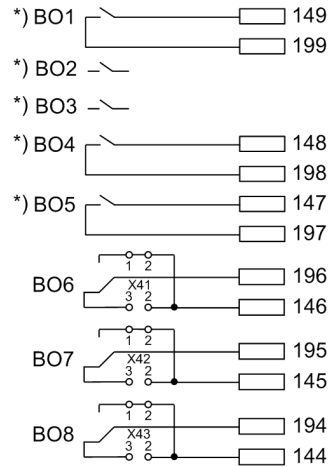 *) BO1 149
199
*) BO2
*) BO3
*) BO4 148
198
*) BO5 147
197
1 2
BO6 X41 196
3 2 146
1 2
BO7 X42 195
3 2 145
1 2
BO8 X43 194
3 2 144